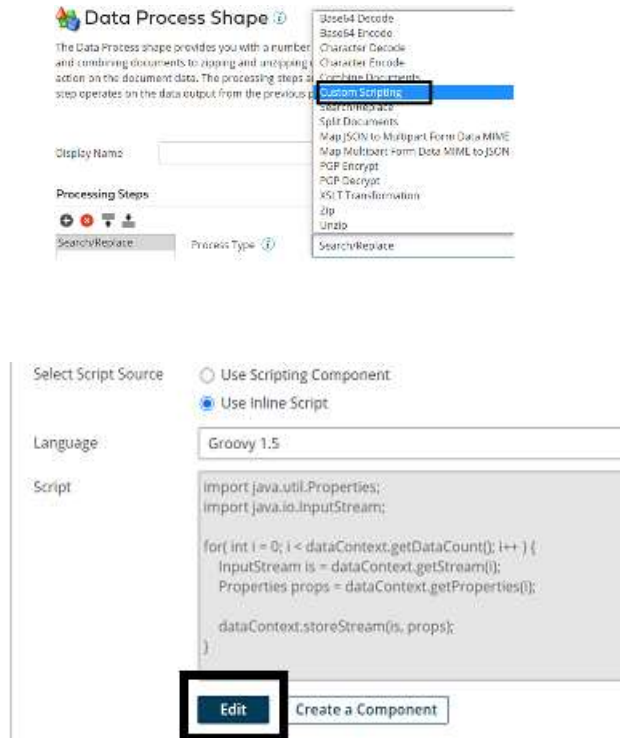 Data Process Shape
The Data Process shape provides you with a number
and combining documents to zipping and unzipping
action on the document data. The processing steps a
step operates on the data output from the previous p
Base64 Decode
Base64 Encode
Character Decode
Character Encode
Combine Documents
Custom Scripting
Search/Replace
Split Documents
Map JSON to Multipart Form Data MIME
Map Multipart Form Data MIME to JSON
PGP Encrypt
PGP Decrypt
XSLT Transformation
Zip
Unzip
Display Name
Processing Steps
Search/Replace
Process Type
Search/Replace
Select Script Source
Use Scripting Component
Use Inline Script
Language
Groovy 1.5
Script
import java.util.Properties;
import java.io.InputStream;
for( int i = 0; i < dataContext.getDataCount(); i++ ) {
InputStream is = dataContext.getStream(i);
Properties props = dataContext.getProperties(i);
dataContext.storeStream(is, props);
}
Edit
Create a Component